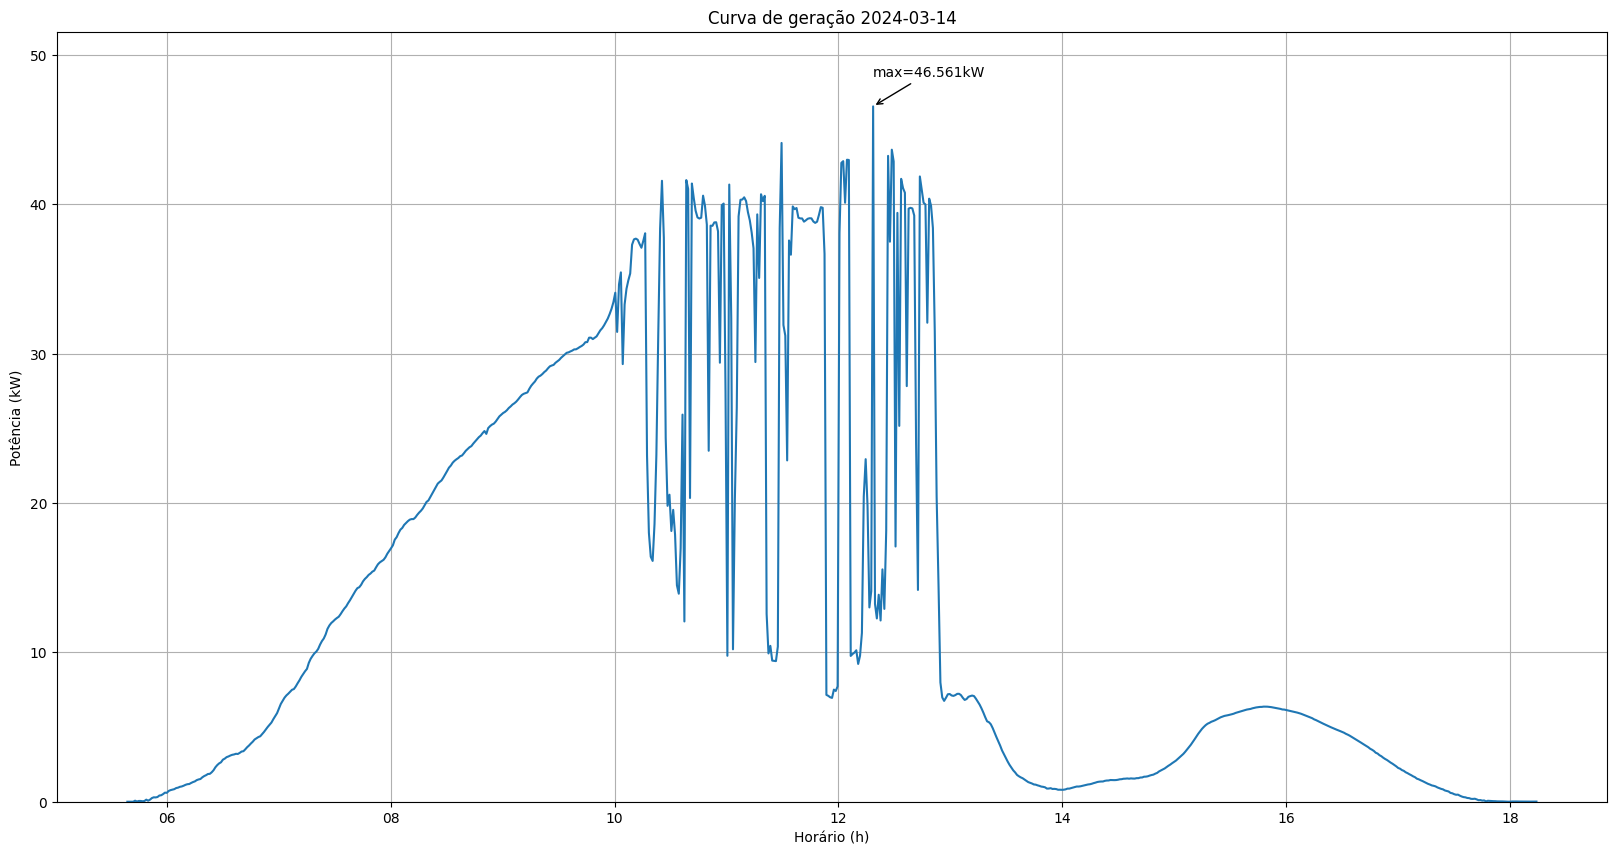 Curva de geração 2024-03-14
max=46.561kW
Potência (kW)
50
40
30
20
10
0
06 08 10 12 14 16 18
Horário (h)